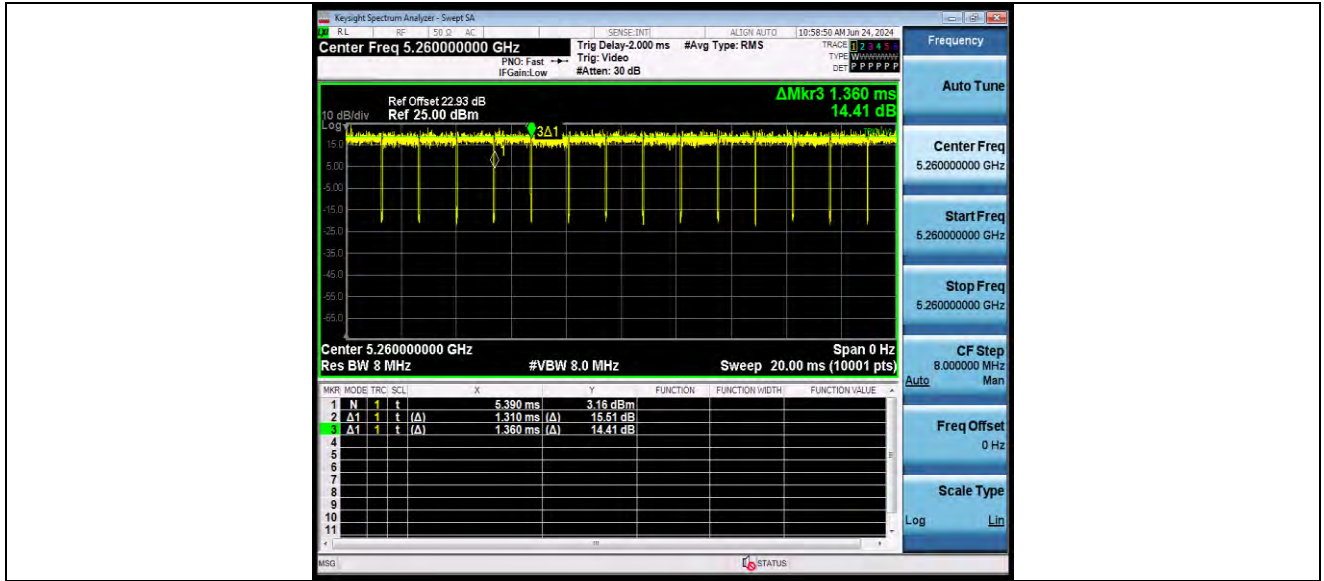 Keysight Spectrum Analyzer - Swept SA
RL RF 50 Ω AC SENSE:INT ALIGN AUTO 10:58:50 AM Jun 24, 2024
Center Freq 5.260000000 GHz
PNO: Fast
IFGain:Low
Trig Delay-2.000 ms #Avg Type: RMS
Trig: Video
#Atten: 30 dB
TRACE 1 2 3 4 5 6
TYPE WWWWWW
DET P P P P P P
Ref Offset 22.93 dB
10 dB/div Ref 25.00 dBm
Log
ΔMkr3 1.360 ms
14.41 dB
3Δ1
1
15.0
5.00
-5.00
-15.0
-25.0
-35.0
-45.0
-55.0
-65.0
Center 5.260000000 GHz Span 0 Hz
Res BW 8 MHz #VBW 8.0 MHz Sweep 20.00 ms (10001 pts)
MKR MODE TRC SCL X Y FUNCTION FUNCTION WIDTH FUNCTION VALUE
1 N 1 t 5.390 ms 3.16 dBm
2 Δ1 1 t (Δ) 1.310 ms (Δ) 15.51 dB
3 Δ1 1 t (Δ) 1.360 ms (Δ) 14.41 dB
4
5
6
7
8
9
10
11
MSG STATUS
Frequency
Auto Tune
Center Freq
5.260000000 GHz
Start Freq
5.260000000 GHz
Stop Freq
5.260000000 GHz
CF Step
8.000000 MHz
Auto Man
Freq Offset
0 Hz
Scale Type
Log Lin